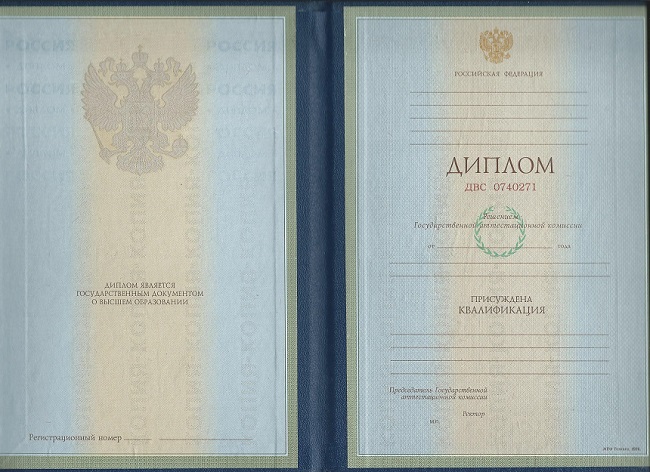 РОССИЯ
РОССИЯ
ДИПЛОМ ЯВЛЯЕТСЯ
ГОСУДАРСТВЕННЫМ ДОКУМЕНТОМ
О ВЫСШЕМ ОБРАЗОВАНИИ
Регистрационный номер
РОССИЙСКАЯ ФЕДЕРАЦИЯ
ДИПЛОМ
ДВС 0740271
Решением
Государственной аттестационной комиссии
от года
ПРИСУЖДЕНА
КВАЛИФИКАЦИЯ
Председатель Государственной
аттестационной комиссии
Ректор
М.П.